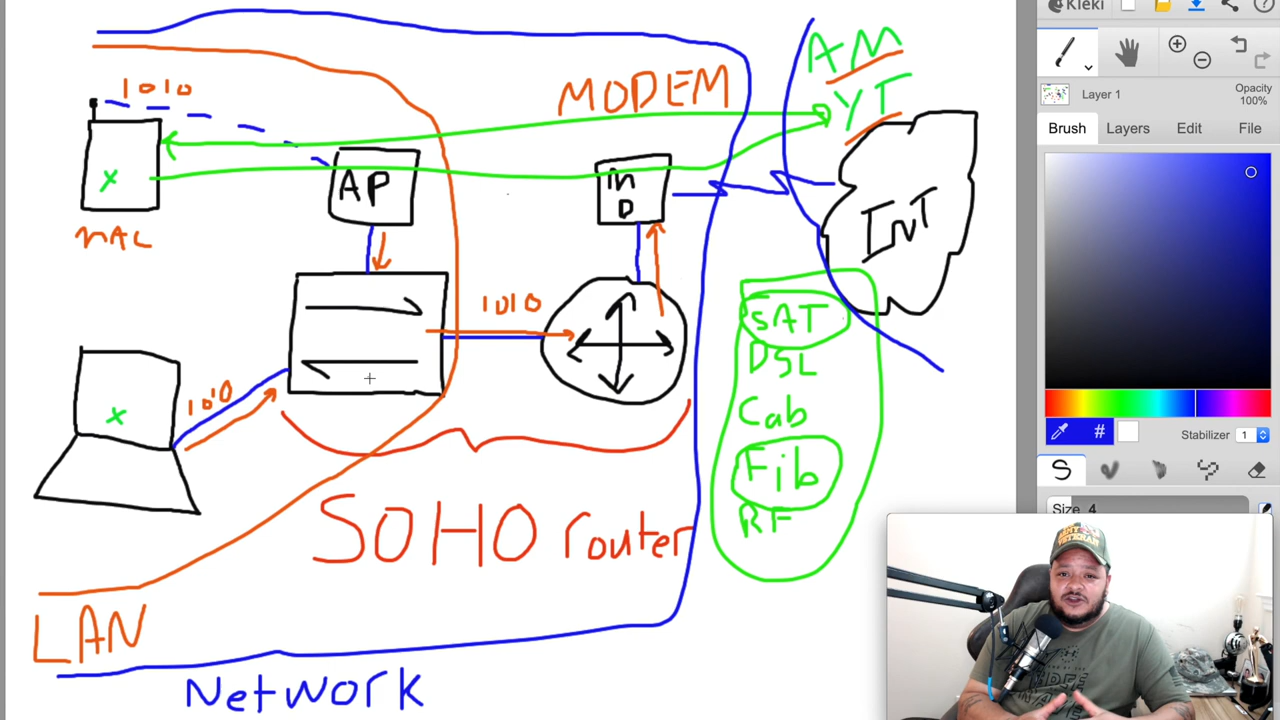 Kleki
1010
MODEM
AM
YT
Layer 1
Opacity
100%
Brush
Layers
Edit
File
x
AP
MD
INT
MAC
1010
SAT
DSL
Cab
Fib
RF
1010
x
#
Stabilizer
1
Size 4
SOHO router
LAN
Network